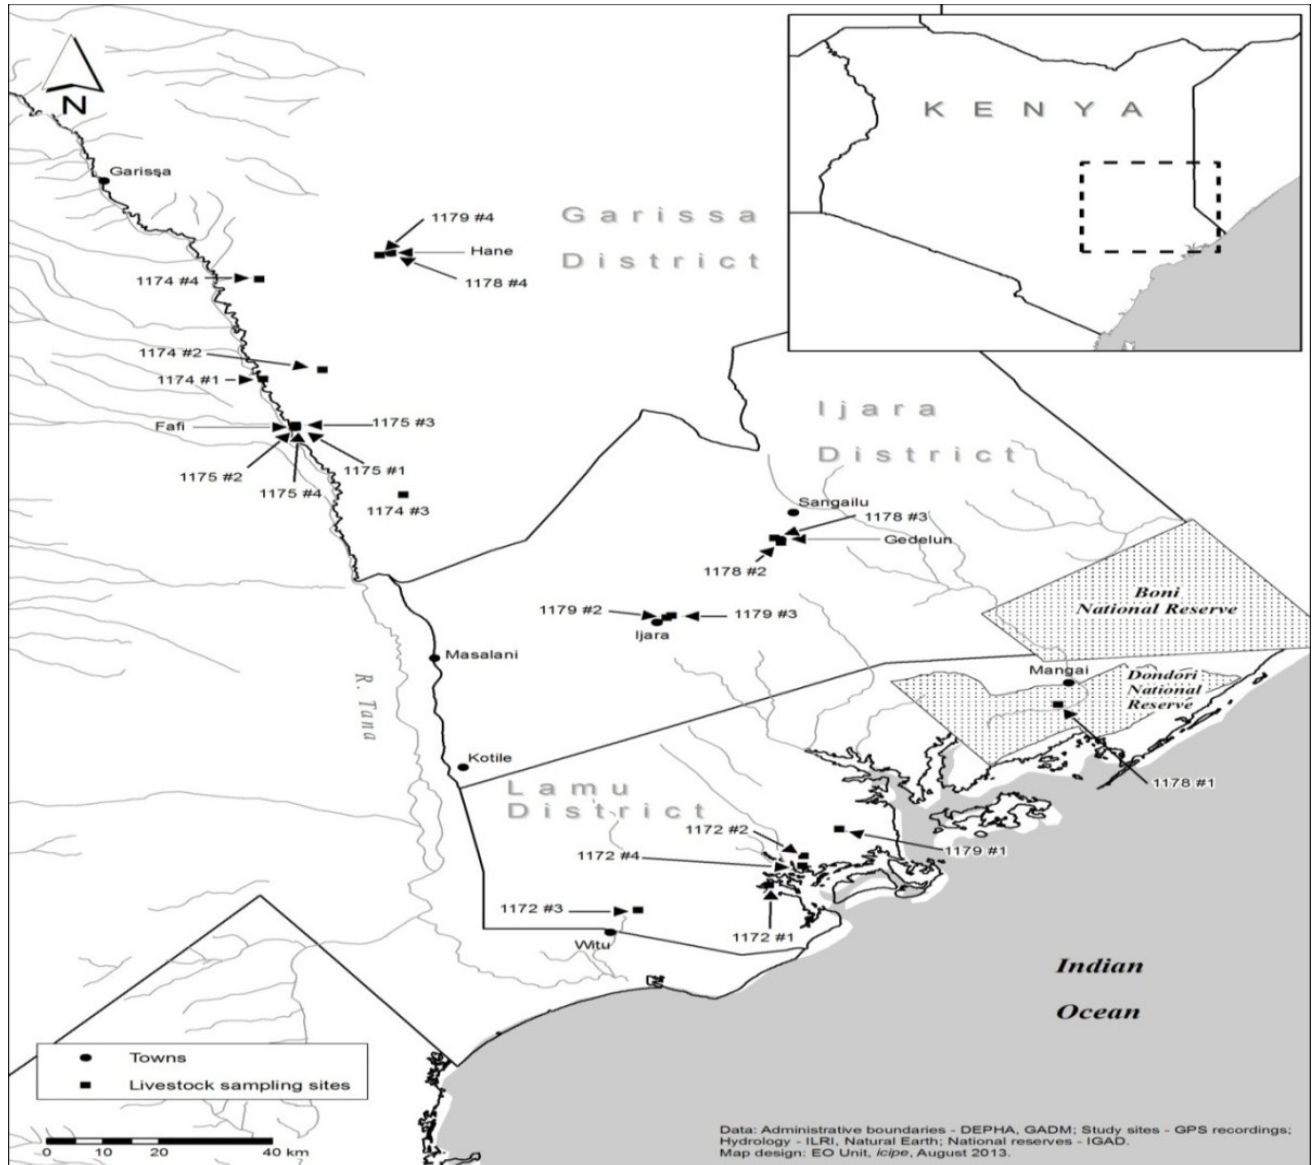 N
KENYA
Garissa
1179 #4
Garissa
District
Hane
1174 #4
1178 #4
1174 #2
1174 #1
Ijara
District
Fafi
1175 #3
1175 #2
1175 #1
1175 #4
1174 #3
Sangailu
1178 #3
Gedelun
1178 #2
Boni
National Reserve
1179 #2
1179 #3
Ijara
Masalani
Mangai
Dondori
National
Reserve
R. Tana
Kotile
1178 #1
Lamu
District
1172 #2
1179 #1
1172 #4
1172 #3
1172 #1
Witu
Indian
Ocean
Towns
Livestock sampling sites
0 10 20 40 km
Data: Administrative boundaries - DEPHA, GADM; Study sites - GPS recordings;
Hydrology - ILRI, Natural Earth; National reserves - IGAD.
Map design: EO Unit, icipe, August 2013.